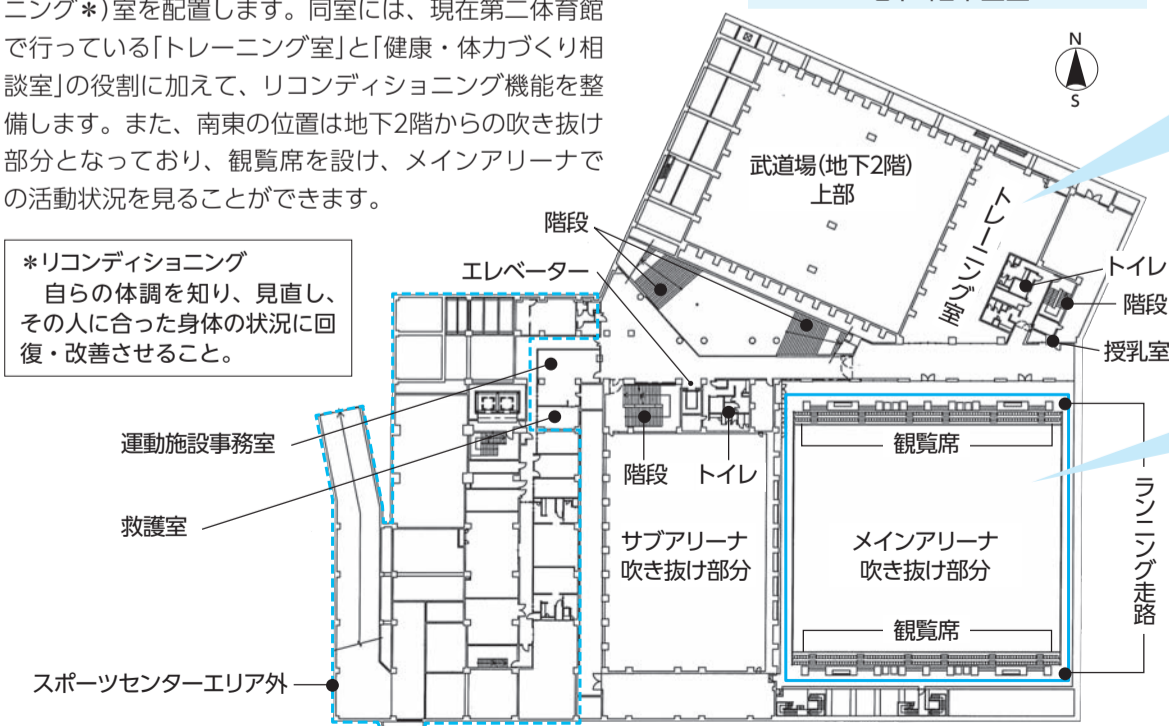 ニング＊)室を配置します。同室には、現在第二体育館
で行っている「トレーニング室」と「健康・体力づくり相
談室」の役割に加えて、リコンディショニング機能を整
備します。また、南東の位置は地下2階からの吹き抜け
部分となっており、観覧席を設け、メインアリーナで
の活動状況を見ることができます。
＊リコンディショニング
自らの体調を知り、見直し、
その人に合った身体の状況に回
復・改善させること。
N
S
武道場(地下2階)
上部
トレーニング室
階段
エレベーター
トイレ
階段
授乳室
運動施設事務室
救護室
階段
トイレ
観覧席
サブアリーナ
吹き抜け部分
メインアリーナ
吹き抜け部分
ランニング走路
観覧席
スポーツセンターエリア外